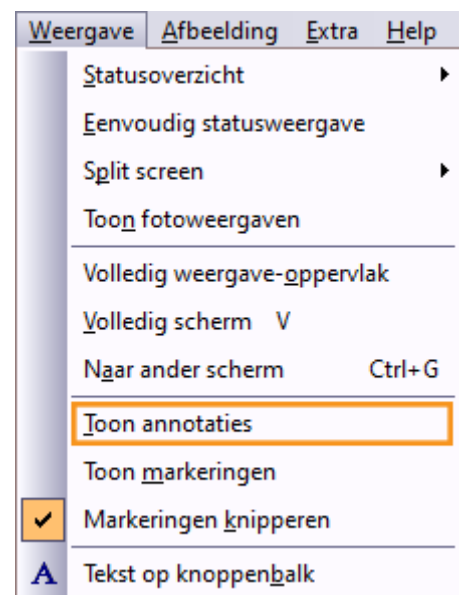 Weergave Afbeelding Extra Help
Statusoverzicht
Eenvoudig statusweergave
Split screen
Toon fotoweergaven
Volledig weergave-oppervlak
Volledig scherm V
Naar ander scherm Ctrl+G
Toon annotaties
Toon markeringen
Markeringen knipperen
A Tekst op knoppenbalk